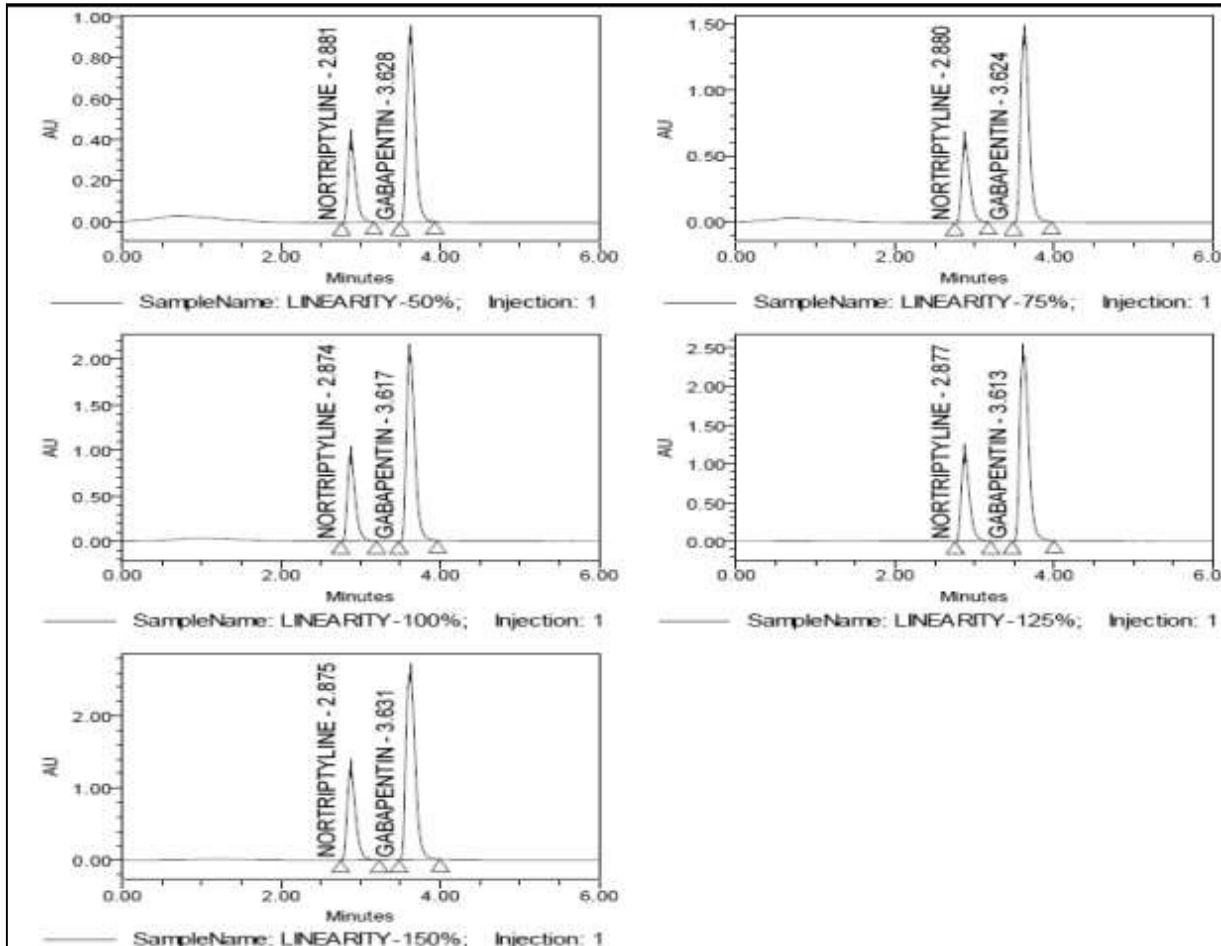 1.00
0.80
0.60
0.40
0.20
0.00
AU
NORTRIPTYLINE - 2.881
GABAPENTIN - 3.628
0.00 2.00 4.00 6.00
Minutes
SampleName: LINEARITY-50%; Injection: 1
1.50
1.00
0.50
0.00
AU
NORTRIPTYLINE - 2.880
GABAPENTIN - 3.624
0.00 2.00 4.00 6.00
Minutes
SampleName: LINEARITY-75%; Injection: 1
2.00
1.50
1.00
0.50
0.00
AU
NORTRIPTYLINE - 2.874
GABAPENTIN - 3.617
0.00 2.00 4.00 6.00
Minutes
SampleName: LINEARITY-100%; Injection: 1
2.50
2.00
1.50
1.00
0.50
0.00
AU
NORTRIPTYLINE - 2.877
GABAPENTIN - 3.613
0.00 2.00 4.00 6.00
Minutes
SampleName: LINEARITY-125%; Injection: 1
2.00
1.00
0.00
AU
NORTRIPTYLINE - 2.875
GABAPENTIN - 3.631
0.00 2.00 4.00 6.00
Minutes
SampleName: LINEARITY-150%; Injection: 1